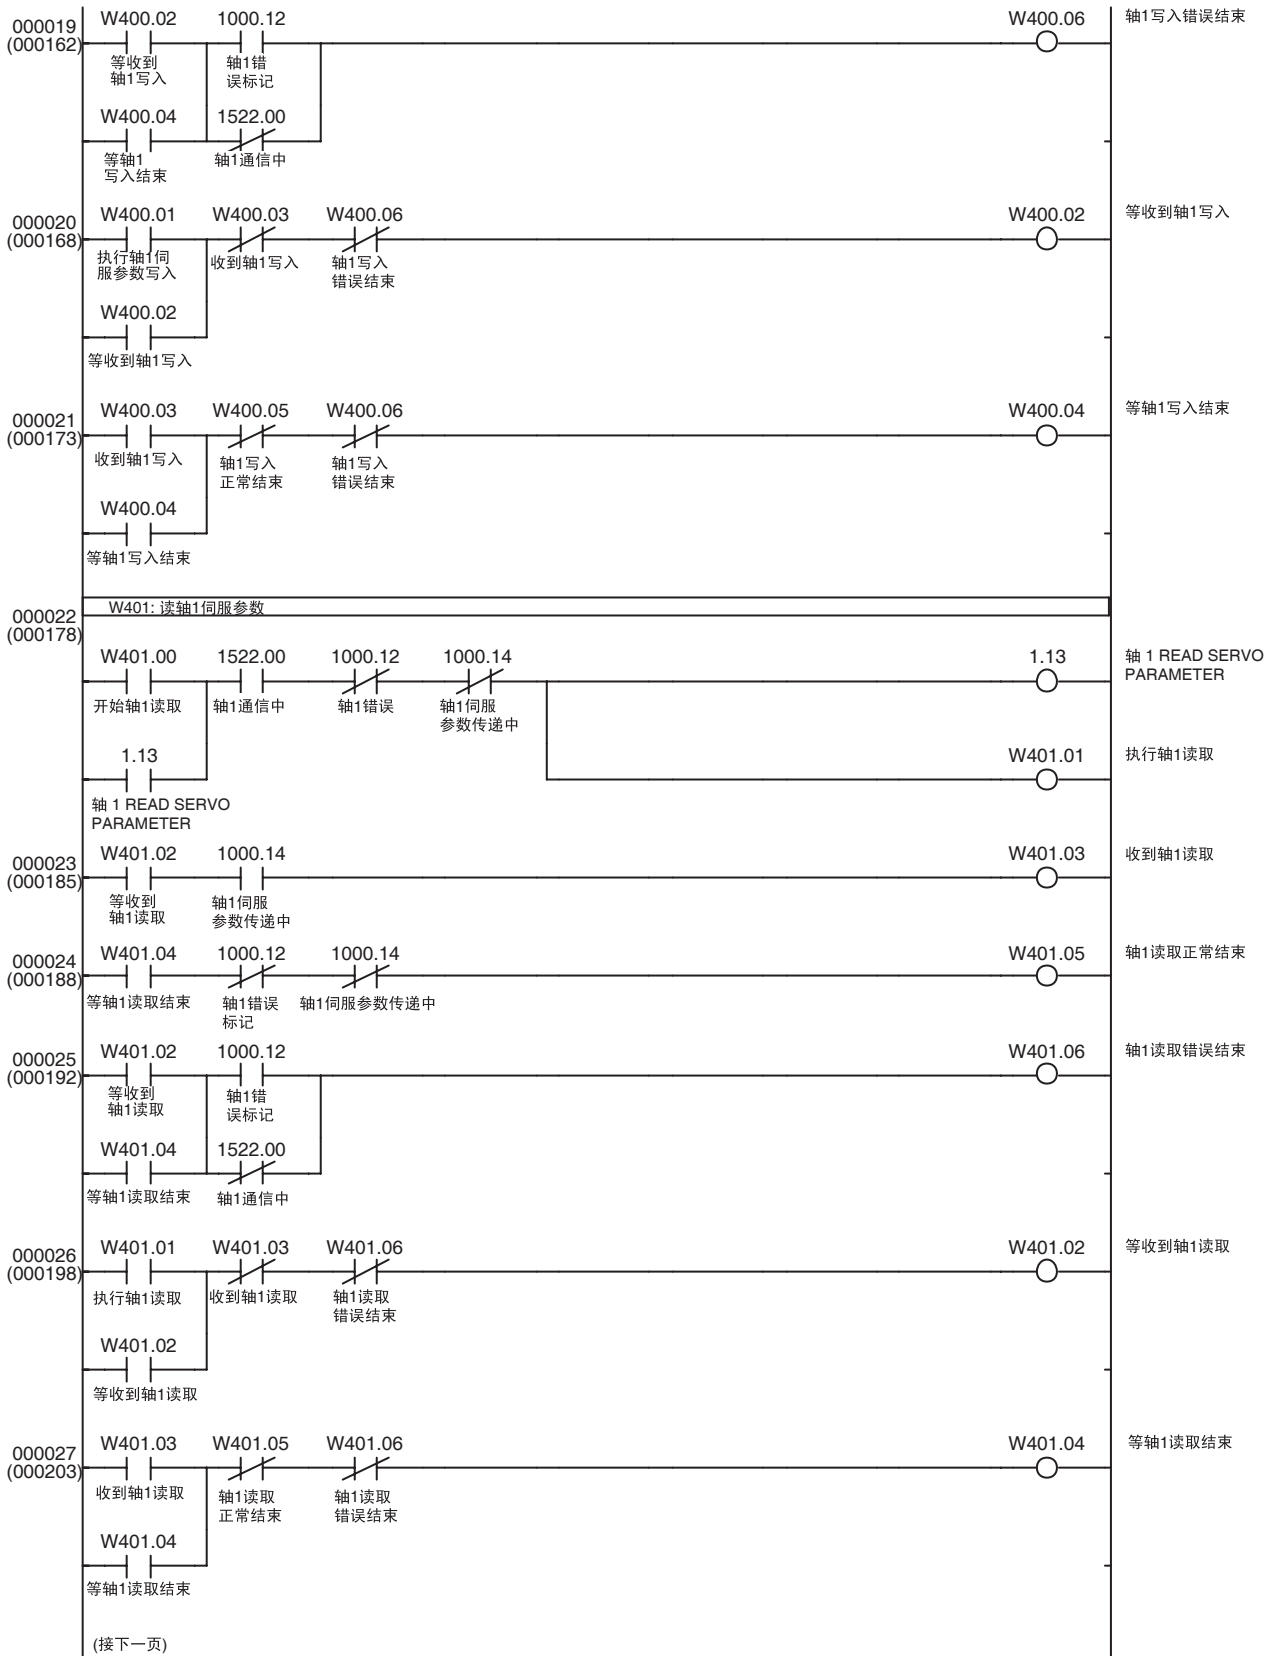 W400.02 1000.12 W400.06 轴1写入错误结束
000019
(000162)
等收到
轴1写入
轴1错
误标记
W400.04 1522.00
等轴1
写入结束
轴1通信中
W400.01 W400.03 W400.06 W400.02 等收到轴1写入
000020
(000168)
执行轴1伺
服参数写入
收到轴1写入
轴1写入
错误结束
W400.02
等收到轴1写入
W400.03 W400.05 W400.06 W400.04 等轴1写入结束
000021
(000173)
收到轴1写入
轴1写入
正常结束
轴1写入
错误结束
W400.04
等轴1写入结束
W401: 读轴1伺服参数
000022
(000178)
W401.00 1522.00 1000.12 1000.14 1.13 轴 1 READ SERVO
PARAMETER
开始轴1读取 轴1通信中 轴1错误 轴1伺服
参数传递中
1.13 W401.01 执行轴1读取
轴 1 READ SERVO
PARAMETER
W401.02 1000.14 W401.03 收到轴1读取
000023
(000185)
等收到
轴1读取
轴1伺服
参数传递中
W401.04 1000.12 1000.14 W401.05 轴1读取正常结束
000024
(000188)
等轴1读取结束 轴1错误
标记
轴1伺服参数传递中
W401.02 1000.12 W401.06 轴1读取错误结束
000025
(000192)
等收到
轴1读取
轴1错
误标记
W401.04 1522.00
等轴1读取结束 轴1通信中
W401.01 W401.03 W401.06 W401.02 等收到轴1读取
000026
(000198)
执行轴1读取 收到轴1读取 轴1读取
错误结束
W401.02
等收到轴1读取
W401.03 W401.05 W401.06 W401.04 等轴1读取结束
000027
(000203)
收到轴1读取 轴1读取
正常结束
轴1读取
错误结束
W401.04
等轴1读取结束
(接下一页)